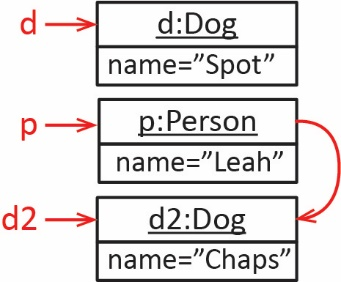 d d:Dog
name=”Spot”
p p:Person
name=”Leah”
d2 d2:Dog
name=”Chaps”